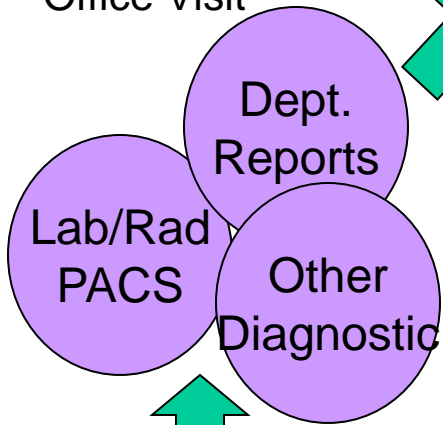 Office Visit
Dept.
Reports
Lab/Rad
PACS
Other
Diagnostic